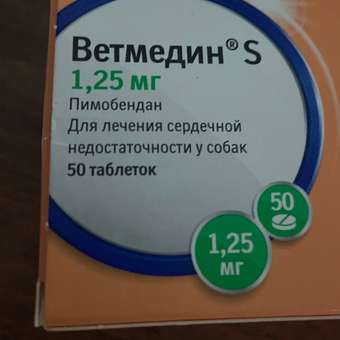 Ветмедин® S
1,25 мг
Пимобендан
Для лечения сердечной
недостаточности у собак
50 таблеток
50
1,25
мг